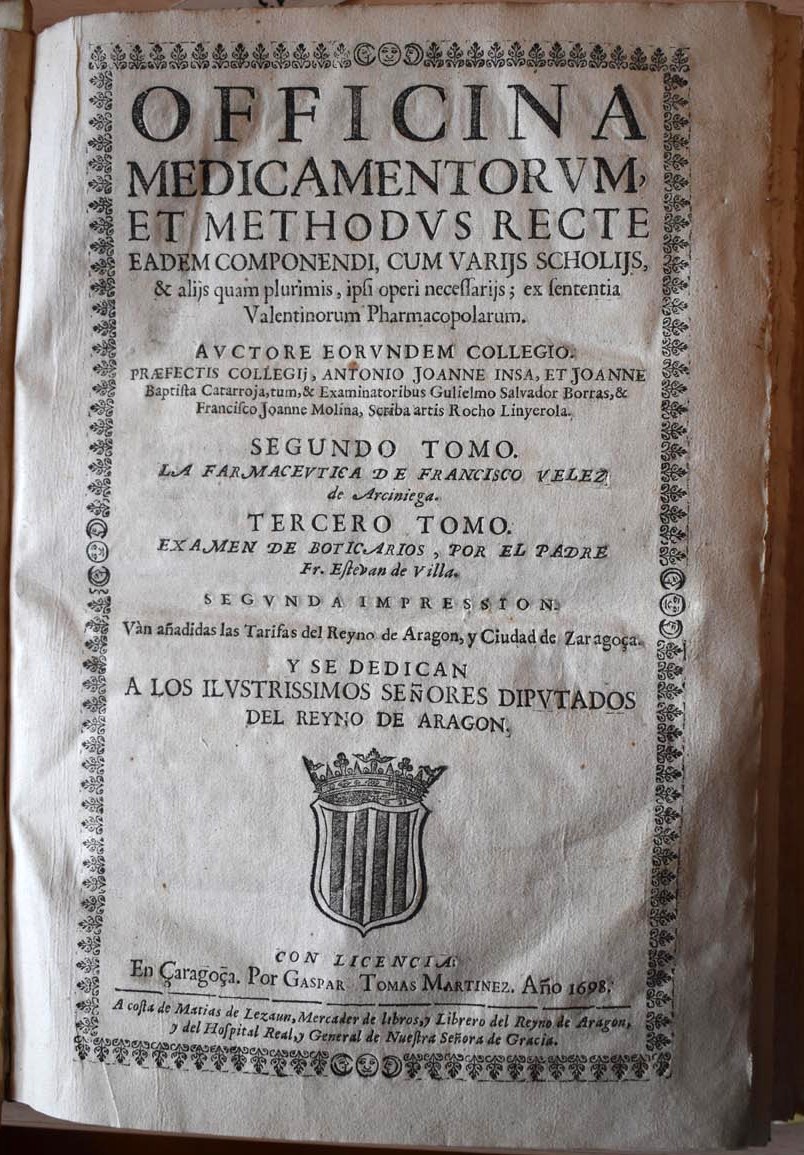 OFFICINA
MEDICAMENTORVM,
ET METHODVS RECTE
EADEM COMPONENDI, CUM VARIJS SCHOLIJS,
& alijs quam plurimis, ipsi operi necessarijs; ex sententia
Valentinorum Pharmacopolarum.
AVCTORE EORVNDEM COLLEGIO.
PRÆFECTIS COLLEGIJ, ANTONIO JOANNE INSA, ET JOANNE
Baptista Catarroja, tum, & Examinatoribus Gulielmo Salvador Borras, &
Francisco Joanne Molina, Scriba artis Rocho Linyerola.
SEGUNDO TOMO.
LA FARMACEVTICA DE FRANCISCO VELEZ
de Arciniega.
TERCERO TOMO.
EXAMEN DE BOTICARIOS, POR EL PADRE
Fr. Estevan de Villa.
SEGVNDA IMPRESSION.
Vàn añadidas las Tarifas del Reyno de Aragon, y Ciudad de Zaragoça.
Y SE DEDICAN
A LOS ILVSTRISSIMOS SEÑORES DIPVTADOS
DEL REYNO DE ARAGON.
CON LICENCIA:
En Çaragoça. Por GASPAR TOMAS MARTINEZ. Año 1698.
A costa de Matias de Lezaun, Mercader de libros, y Librero del Reyno de Aragon,
y del Hospital Real, y General de Nuestra Señora de Gracia.